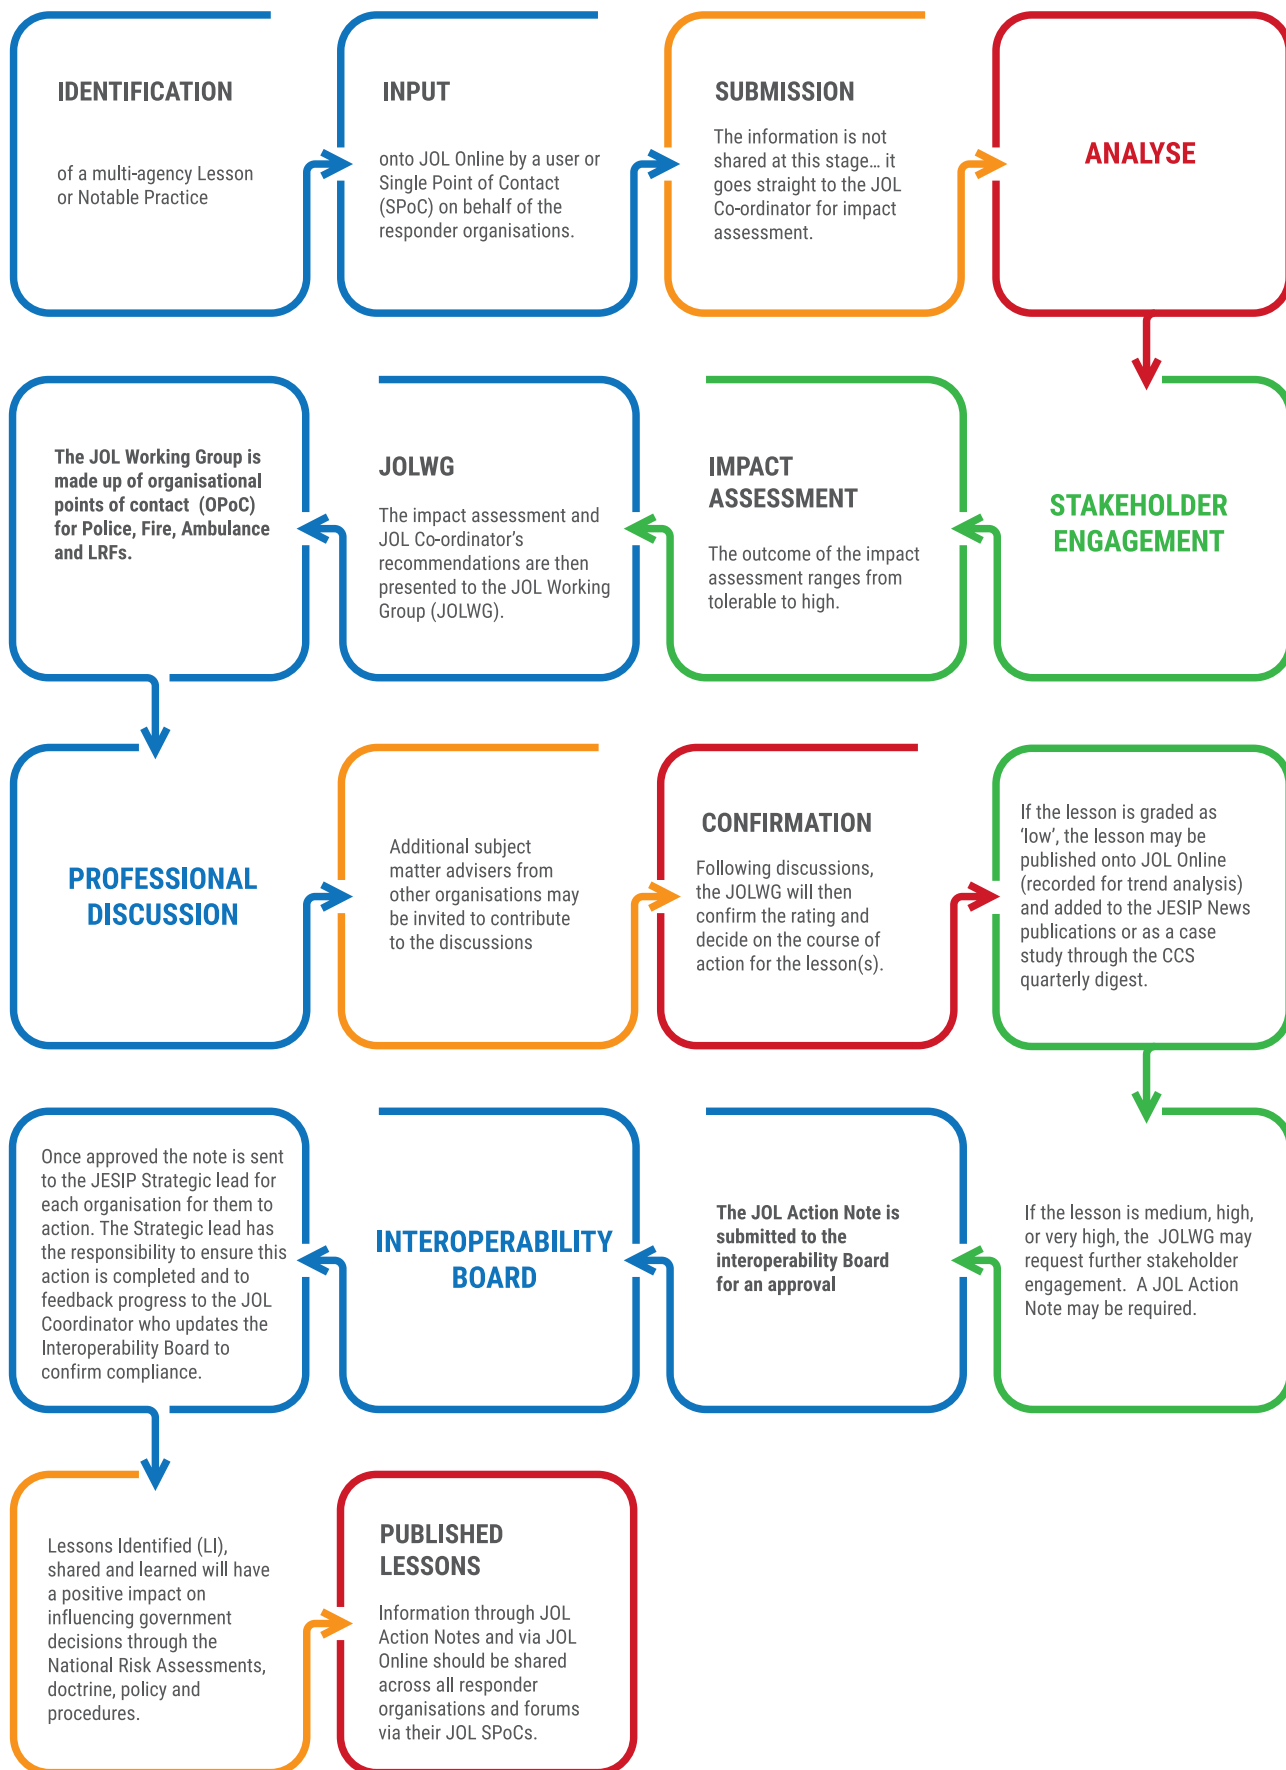 IDENTIFICATION
of a multi-agency Lesson
or Notable Practice
INPUT
onto JOL Online by a user or
Single Point of Contact
(SPoC) on behalf of the
responder organisations.
SUBMISSION
The information is not
shared at this stage... it
goes straight to the JOL
Co-ordinator for impact
assessment.
ANALYSE
STAKEHOLDER
ENGAGEMENT
IMPACT
ASSESSMENT
The outcome of the impact
assessment ranges from
tolerable to high.
JOLWG
The impact assessment and
JOL Co-ordinator's
recommendations are then
presented to the JOL Working
Group (JOLWG).
The JOL Working Group is
made up of organisational
points of contact (OPoC)
for Police, Fire, Ambulance
and LRFs.
PROFESSIONAL
DISCUSSION
Additional subject
matter advisers from
other organisations may
be invited to contribute
to the discussions
CONFIRMATION
Following discussions,
the JOLWG will then
confirm the rating and
decide on the course of
action for the lesson(s).
If the lesson is graded as
'low', the lesson may be
published onto JOL Online
(recorded for trend analysis)
and added to the JESIP News
publications or as a case
study through the CCS
quarterly digest.
If the lesson is medium, high,
or very high, the JOLWG may
request further stakeholder
engagement. A JOL Action
Note may be required.
The JOL Action Note is
submitted to the
interoperability Board
for an approval
INTEROPERABILITY
BOARD
Once approved the note is sent
to the JESIP Strategic lead for
each organisation for them to
action. The Strategic lead has
the responsibility to ensure this
action is completed and to
feedback progress to the JOL
Coordinator who updates the
Interoperability Board to
confirm compliance.
Lessons Identified (LI),
shared and learned will have
a positive impact on
influencing government
decisions through the
National Risk Assessments,
doctrine, policy and
procedures.
PUBLISHED
LESSONS
Information through JOL
Action Notes and via JOL
Online should be shared
across all responder
organisations and forums
via their JOL SPoCs.